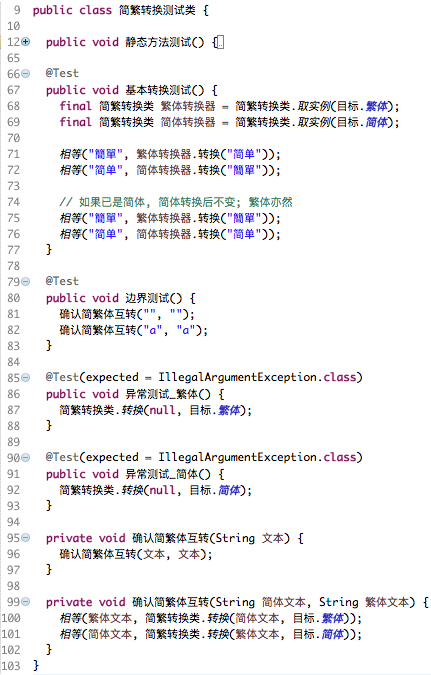 9 public class 简繁转换测试类 {
10
12 public void 静态方法测试() {
65
66 @Test
67 public void 基本转换测试() {
68 final 简繁转换类 繁体转换器 = 简繁转换类.取实例(目标.繁体);
69 final 简繁转换类 简体转换器 = 简繁转换类.取实例(目标.简体);
70
71 相等("簡單", 繁体转换器.转换("简单"));
72 相等("简单", 简体转换器.转换("簡單"));
73
74 // 如果已是简体, 简体转换后不变; 繁体亦然
75 相等("簡單", 繁体转换器.转换("簡單"));
76 相等("简单", 简体转换器.转换("简单"));
77 }
78
79 @Test
80 public void 边界测试() {
81 确认简繁体互转("", "");
82 确认简繁体互转("a", "a");
83 }
84
85 @Test(expected = IllegalArgumentException.class)
86 public void 异常测试_繁体() {
87 简繁转换类.转换(null, 目标.繁体);
88 }
89
90 @Test(expected = IllegalArgumentException.class)
91 public void 异常测试_简体() {
92 简繁转换类.转换(null, 目标.简体);
93 }
94
95 private void 确认简繁体互转(String 文本) {
96 确认简繁体互转(文本, 文本);
97 }
98
99 private void 确认简繁体互转(String 简体文本, String 繁体文本) {
100 相等(繁体文本, 简繁转换类.转换(简体文本, 目标.繁体));
101 相等(简体文本, 简繁转换类.转换(繁体文本, 目标.简体));
102 }
103 }